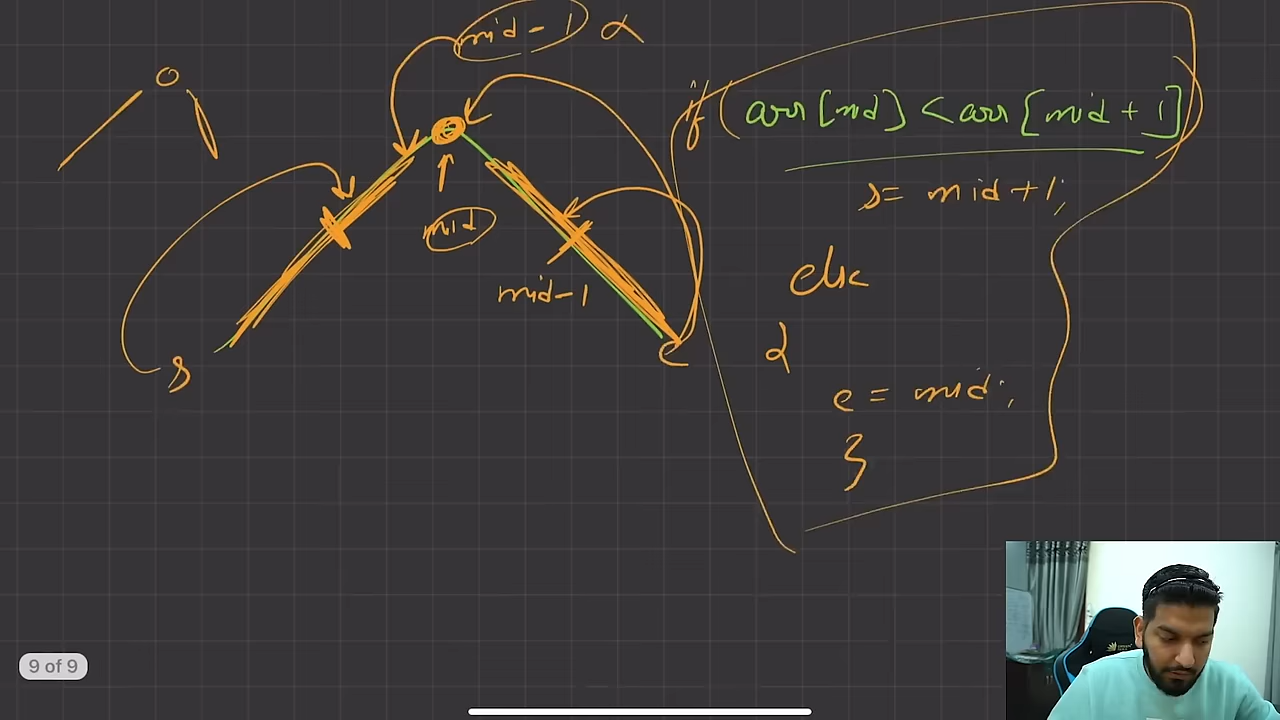 mid-1 α
if (arr[mid] < arr[mid + 1]
s = mid+1;
mid
else
mid-1
s
e
{
e = mid;
}
9 of 9